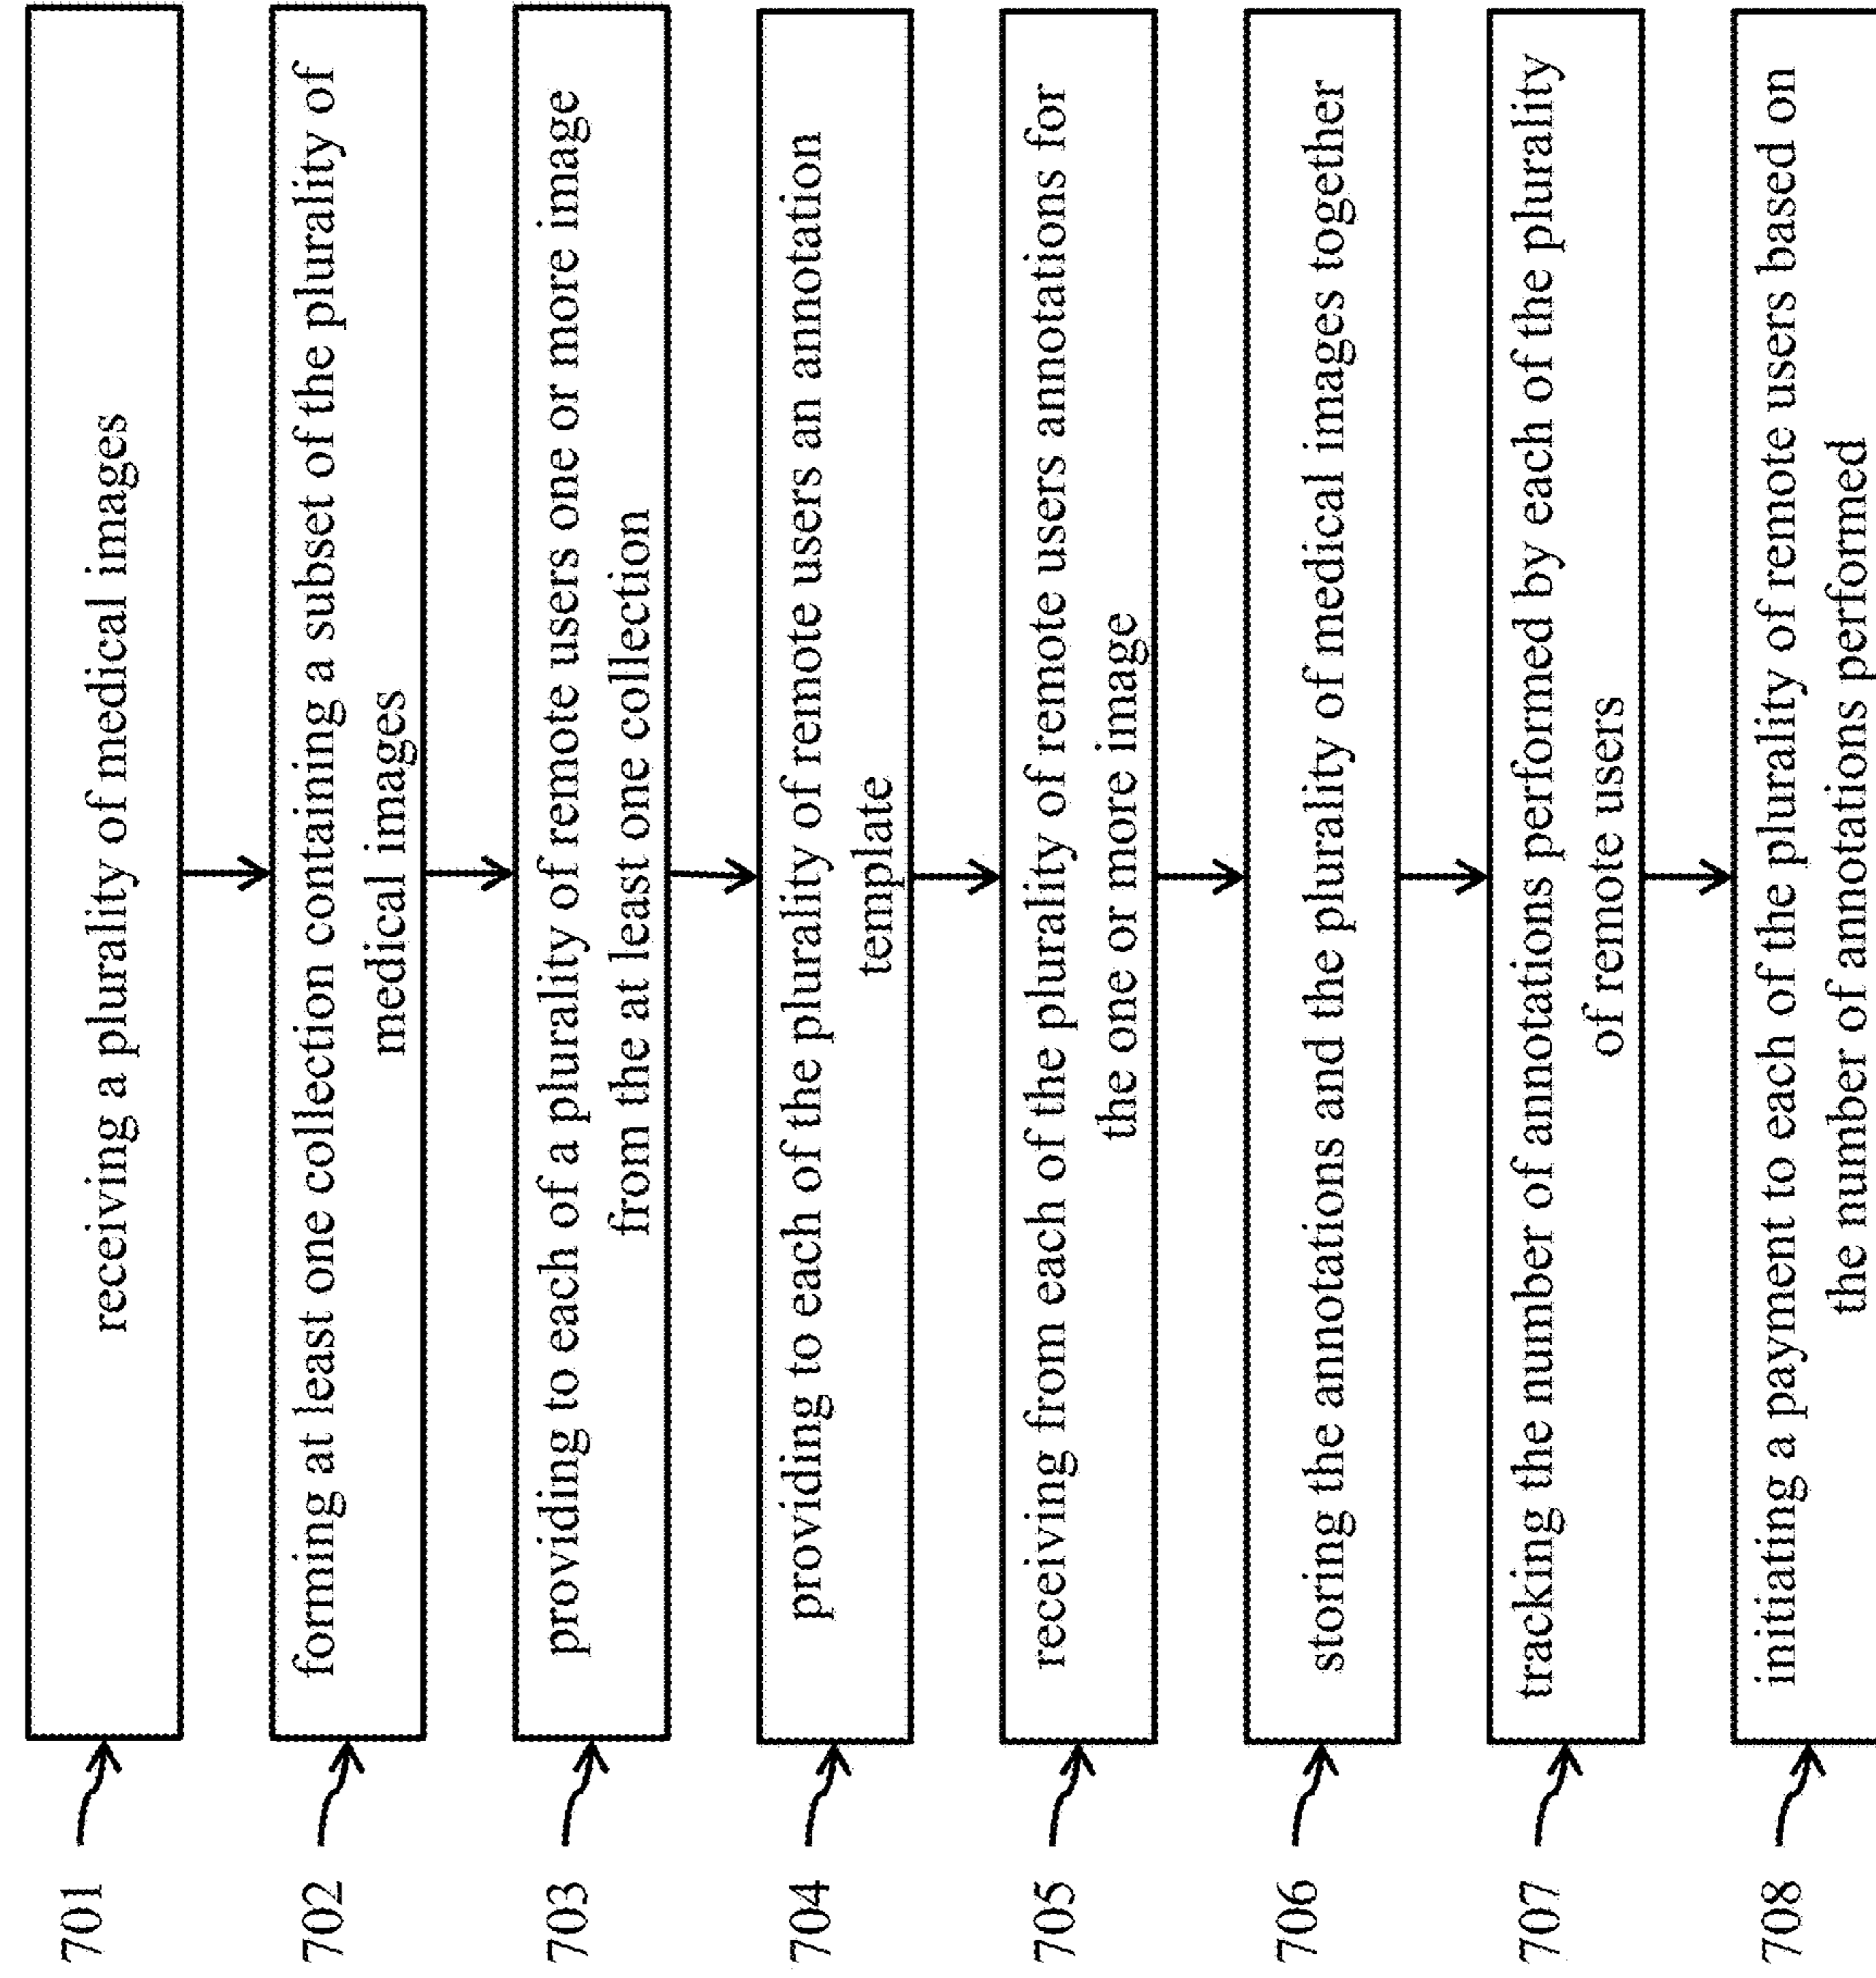 701
receiving a plurality of medical images
702
forming at least one collection containing a subset of the plurality of
medical images
703
providing to each of a plurality of remote users one or more image
from the at least one collection
704
providing to each of the plurality of remote users an annotation
template
705
receiving from each of the plurality of remote users annotations for
the one or more image
706
storing the annotations and the plurality of medical images together
707
tracking the number of annotations performed by each of the plurality
of remote users
708
initiating a payment to each of the plurality of remote users based on
the number of annotations performed